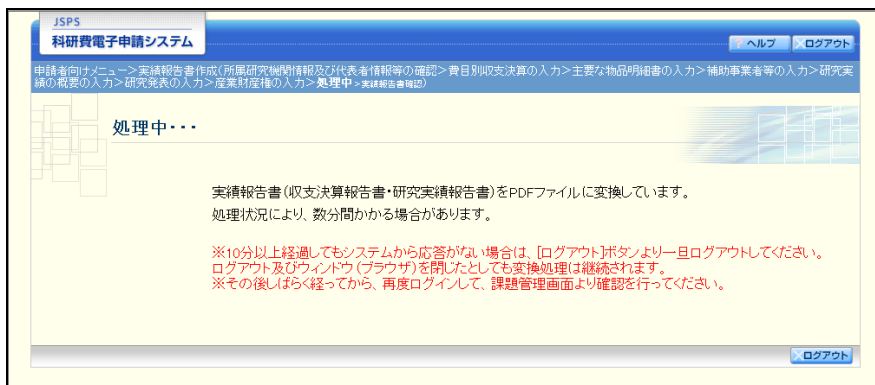 JSPS
科研費電子申請システム
ヘルプ
ログアウト
申請者向けメニュー＞実績報告書作成(所属研究機関情報及び代表者情報等の確認＞費目別収支決算の入力＞主要な物品明細書の入力＞補助事業者等の入力＞研究実
績の概要の入力＞研究発表の入力＞産業財産権の入力＞処理中＞実績報告書確認)
処理中・・・
実績報告書（収支決算報告書・研究実績報告書）をPDFファイルに変換しています。
処理状況により、数分間かかる場合があります。
※10分以上経過してもシステムから応答がない場合は、[ログアウト]ボタンより一旦ログアウトしてください。
ログアウト及びウィンドウ（ブラウザ）を閉じたとしても変換処理は継続されます。
※その後しばらく経ってから、再度ログインして、課題管理画面より確認を行ってください。
ログアウト